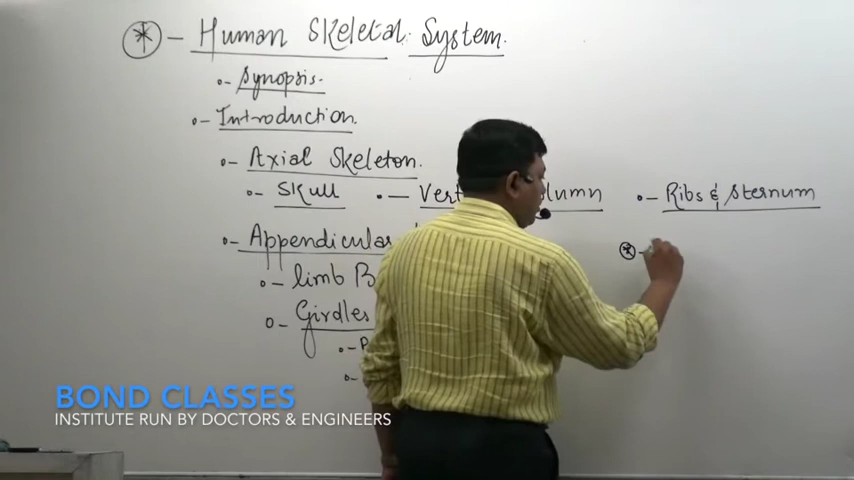 * - Human Skeletal System.
- Synopsis.
- Introduction.
- Axial Skeleton.
- Skull - Column - Ribs & Sternum
- Appendicular
- limb
- Girdles
* -
BOND CLASSES
INSTITUTE RUN BY DOCTORS & ENGINEERS